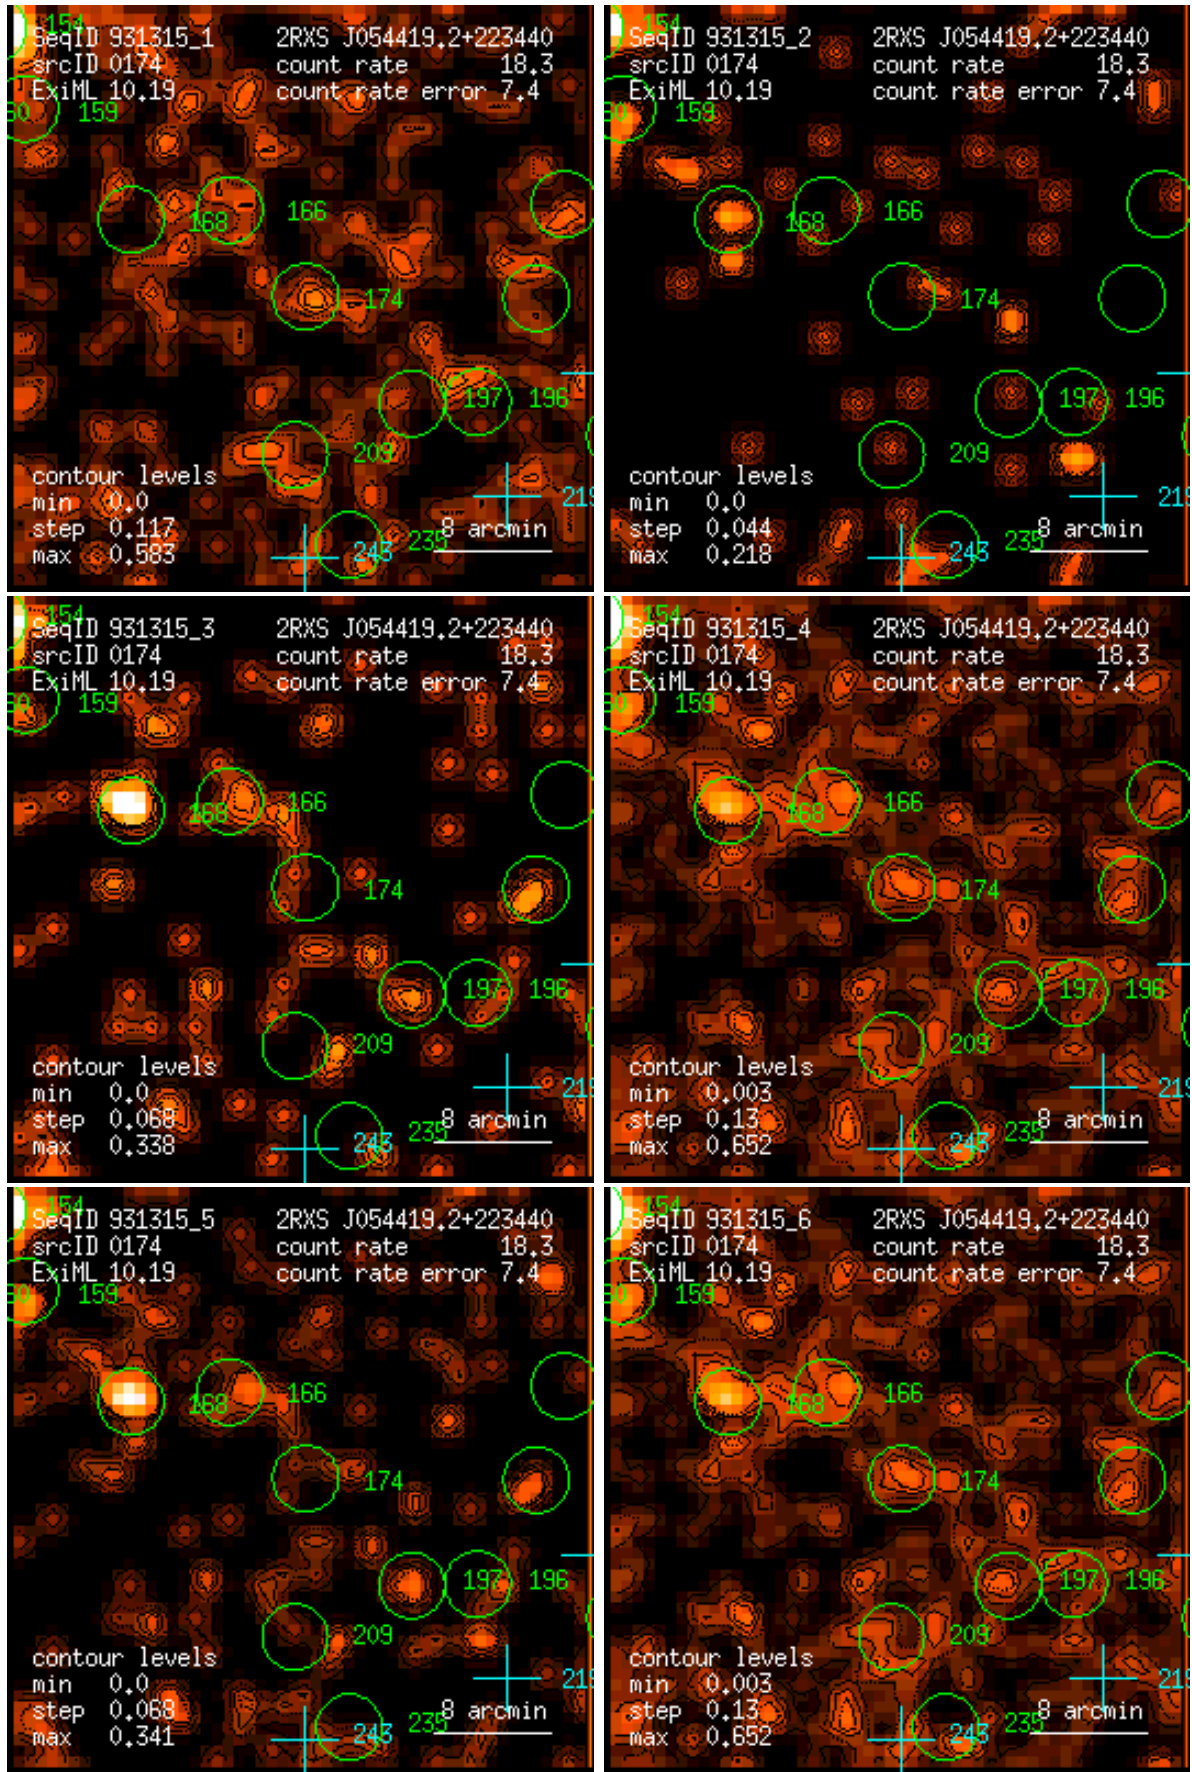 154
SeqID 931315_1 2RXS J054419.2+223440
srcID 0174 count rate 18.3
ExiML 10.19 count rate error 7.4
60 159
168 166
174
197 196
209
contour levels
min 0.0
step 0.117
max 0.583
219
8 arcmin
243 235
154
SeqID 931315_2 2RXS J054419.2+223440
srcID 0174 count rate 18.3
ExiML 10.19 count rate error 7.4
60 159
168 166
174
197 196
209
contour levels
min 0.0
step 0.044
max 0.218
219
8 arcmin
243 235
154
SeqID 931315_3 2RXS J054419.2+223440
srcID 0174 count rate 18.3
ExiML 10.19 count rate error 7.4
60 159
168 166
174
197 196
209
contour levels
min 0.0
step 0.068
max 0.338
219
8 arcmin
243 235
154
SeqID 931315_4 2RXS J054419.2+223440
srcID 0174 count rate 18.3
ExiML 10.19 count rate error 7.4
60 159
168 166
174
197 196
209
contour levels
min 0.003
step 0.13
max 0.652
219
8 arcmin
243 235
154
SeqID 931315_5 2RXS J054419.2+223440
srcID 0174 count rate 18.3
ExiML 10.19 count rate error 7.4
60 159
168 166
174
197 196
209
contour levels
min 0.0
step 0.068
max 0.341
219
8 arcmin
243 235
154
SeqID 931315_6 2RXS J054419.2+223440
srcID 0174 count rate 18.3
ExiML 10.19 count rate error 7.4
60 159
168 166
174
197 196
209
contour levels
min 0.003
step 0.13
max 0.652
219
8 arcmin
243 235